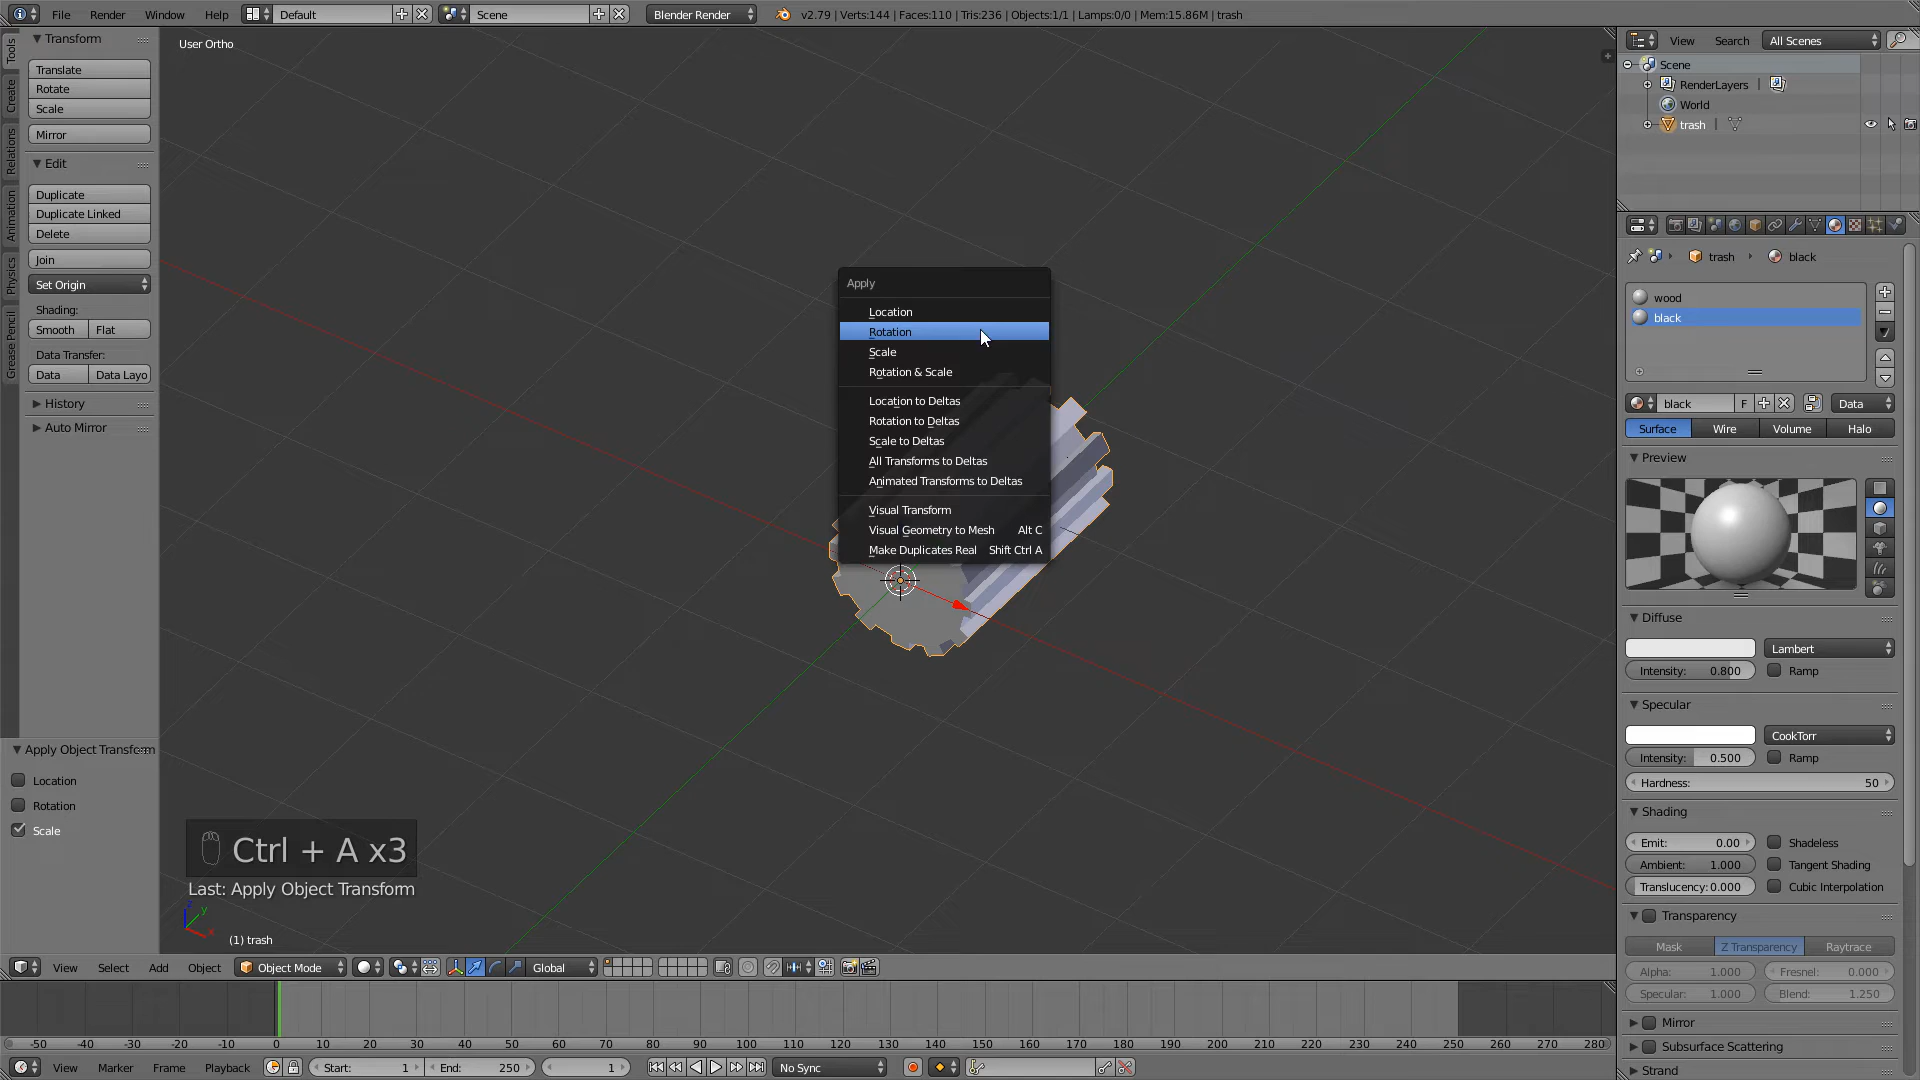 File Render Window Help Default Scene Blender Render v2.79 | Verts:144 | Faces:110 | Tris:236 | Objects:1/1 | Lamps:0/0 | Mem:15.86M | trash
Tools
Create
Relations
Animation
Physics
Grease Pencil
Transform
Translate
Rotate
Scale
Mirror
Edit
Duplicate
Duplicate Linked
Delete
Join
Set Origin
Shading:
Smooth Flat
Data Transfer:
Data Data Layo
History
Auto Mirror
Apply Object Transform
Location
Rotation
Scale
User Ortho
Apply
Location
Rotation
Scale
Rotation & Scale
Location to Deltas
Rotation to Deltas
Scale to Deltas
All Transforms to Deltas
Animated Transforms to Deltas
Visual Transform
Visual Geometry to Mesh Alt C
Make Duplicates Real Shift Ctrl A
Ctrl + A x3
Last: Apply Object Transform
z
y
x
(1) trash
View Select Add Object Object Mode Global
-50 -40 -30 -20 -10 0 10 20 30 40 50 60 70 80 90 100 110 120 130 140 150 160 170 180 190 200 210 220 230 240 250 260 270 280
View Marker Frame Playback Start: 1 End: 250 1 No Sync
View Search All Scenes
Scene
RenderLayers |
World
trash |
trash black
wood
black
black F Data
Surface Wire Volume Halo
Preview
Diffuse
Lambert
Intensity: 0.800 Ramp
Specular
CookTorr
Intensity: 0.500 Ramp
Hardness: 50
Shading
Emit: 0.00 Shadeless
Ambient: 1.000 Tangent Shading
Translucency: 0.000 Cubic Interpolation
Transparency
Mask Z Transparency Raytrace
Alpha: 1.000 Fresnel: 0.000
Specular: 1.000 Blend: 1.250
Mirror
Subsurface Scattering
Strand